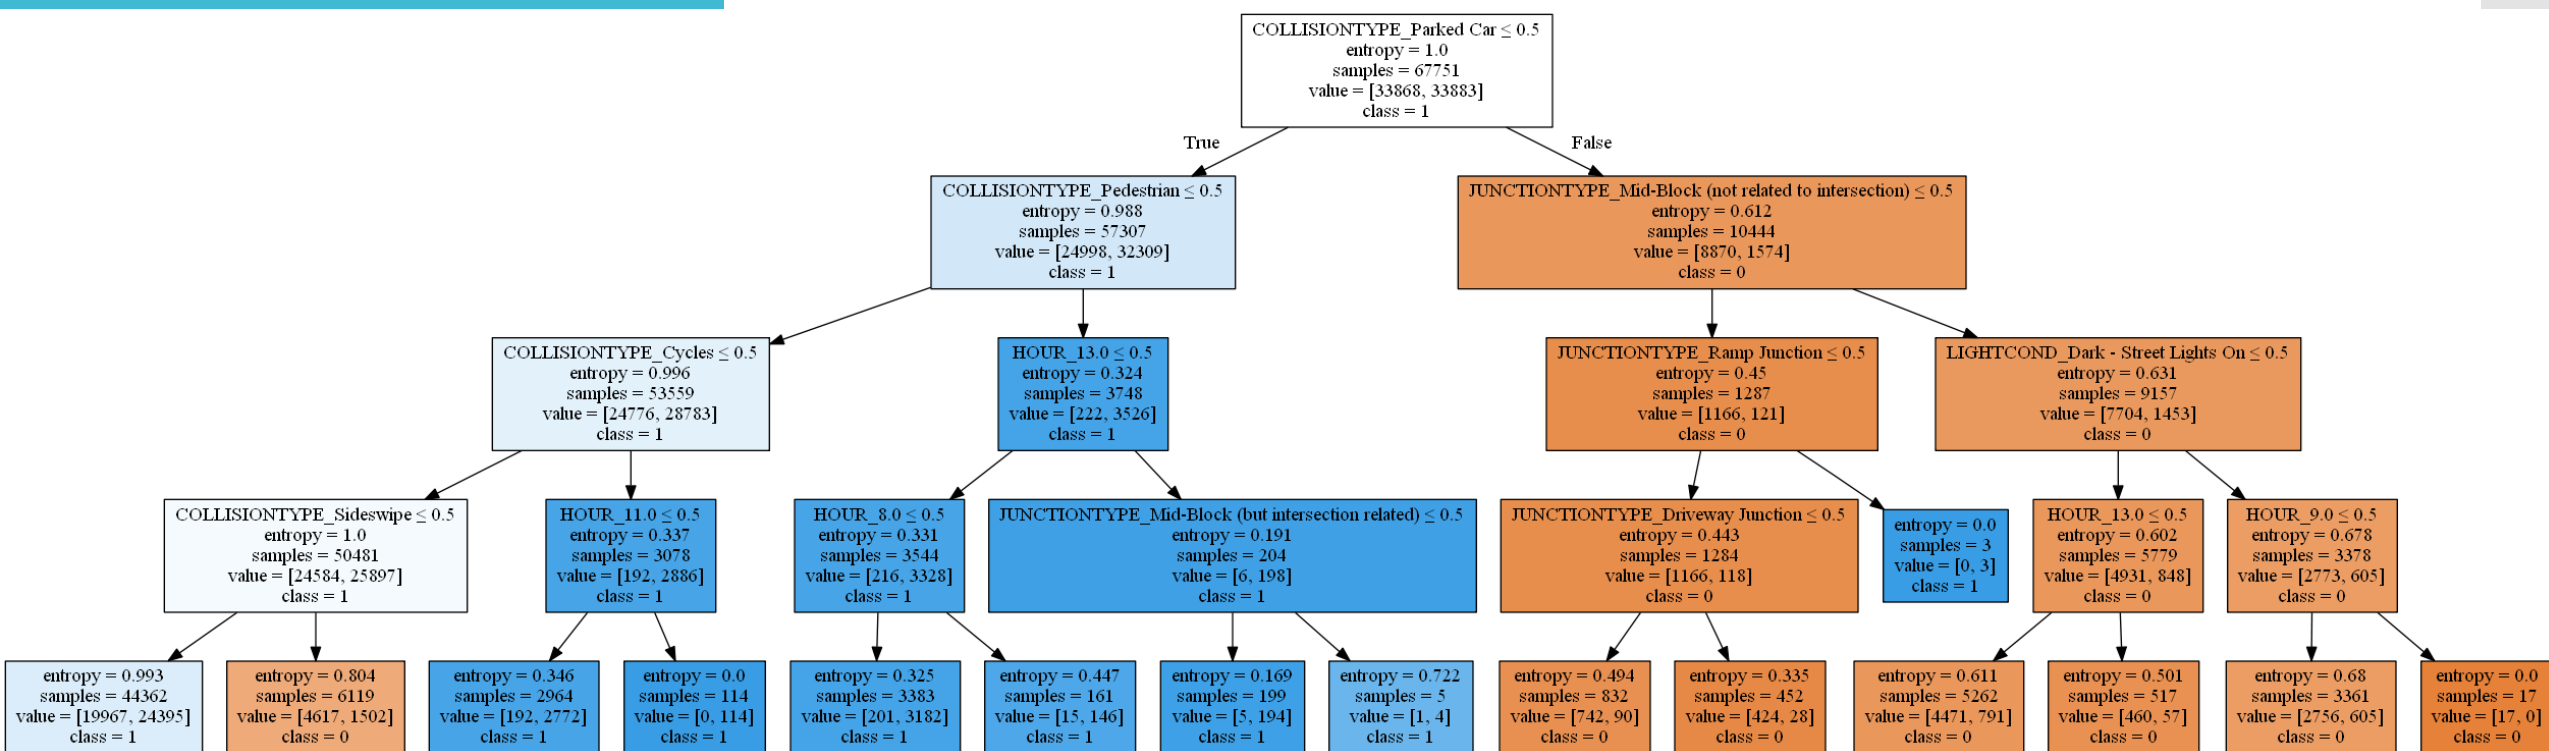 COLLISIONTYPE_Parked Car ≤ 0.5
entropy = 1.0
samples = 67751
value = [33868, 33883]
class = 1
True
False
COLLISIONTYPE_Pedestrian ≤ 0.5
entropy = 0.988
samples = 57307
value = [24998, 32309]
class = 1
JUNCTIONTYPE_Mid-Block (not related to intersection) ≤ 0.5
entropy = 0.612
samples = 10444
value = [8870, 1574]
class = 0
COLLISIONTYPE_Cycles ≤ 0.5
entropy = 0.996
samples = 53559
value = [24776, 28783]
class = 1
HOUR_13.0 ≤ 0.5
entropy = 0.324
samples = 3748
value = [222, 3526]
class = 1
JUNCTIONTYPE_Ramp Junction ≤ 0.5
entropy = 0.45
samples = 1287
value = [1166, 121]
class = 0
LIGHTCOND_Dark - Street Lights On ≤ 0.5
entropy = 0.631
samples = 9157
value = [7704, 1453]
class = 0
COLLISIONTYPE_Sideswipe ≤ 0.5
entropy = 1.0
samples = 50481
value = [24584, 25897]
class = 1
HOUR_11.0 ≤ 0.5
entropy = 0.337
samples = 3078
value = [192, 2886]
class = 1
HOUR_8.0 ≤ 0.5
entropy = 0.331
samples = 3544
value = [216, 3328]
class = 1
JUNCTIONTYPE_Mid-Block (but intersection related) ≤ 0.5
entropy = 0.191
samples = 204
value = [6, 198]
class = 1
JUNCTIONTYPE_Driveway Junction ≤ 0.5
entropy = 0.443
samples = 1284
value = [1166, 118]
class = 0
entropy = 0.0
samples = 3
value = [0, 3]
class = 1
HOUR_13.0 ≤ 0.5
entropy = 0.602
samples = 5779
value = [4931, 848]
class = 0
HOUR_9.0 ≤ 0.5
entropy = 0.678
samples = 3378
value = [2773, 605]
class = 0
entropy = 0.993
samples = 44362
value = [19967, 24395]
class = 1
entropy = 0.804
samples = 6119
value = [4617, 1502]
class = 0
entropy = 0.346
samples = 2964
value = [192, 2772]
class = 1
entropy = 0.0
samples = 114
value = [0, 114]
class = 1
entropy = 0.325
samples = 3383
value = [201, 3182]
class = 1
entropy = 0.447
samples = 161
value = [15, 146]
class = 1
entropy = 0.169
samples = 199
value = [5, 194]
class = 1
entropy = 0.722
samples = 5
value = [1, 4]
class = 1
entropy = 0.494
samples = 832
value = [742, 90]
class = 0
entropy = 0.335
samples = 452
value = [424, 28]
class = 0
entropy = 0.611
samples = 5262
value = [4471, 791]
class = 0
entropy = 0.501
samples = 517
value = [460, 57]
class = 0
entropy = 0.68
samples = 3361
value = [2756, 605]
class = 0
entropy = 0.0
samples = 17
value = [17, 0]
class = 0